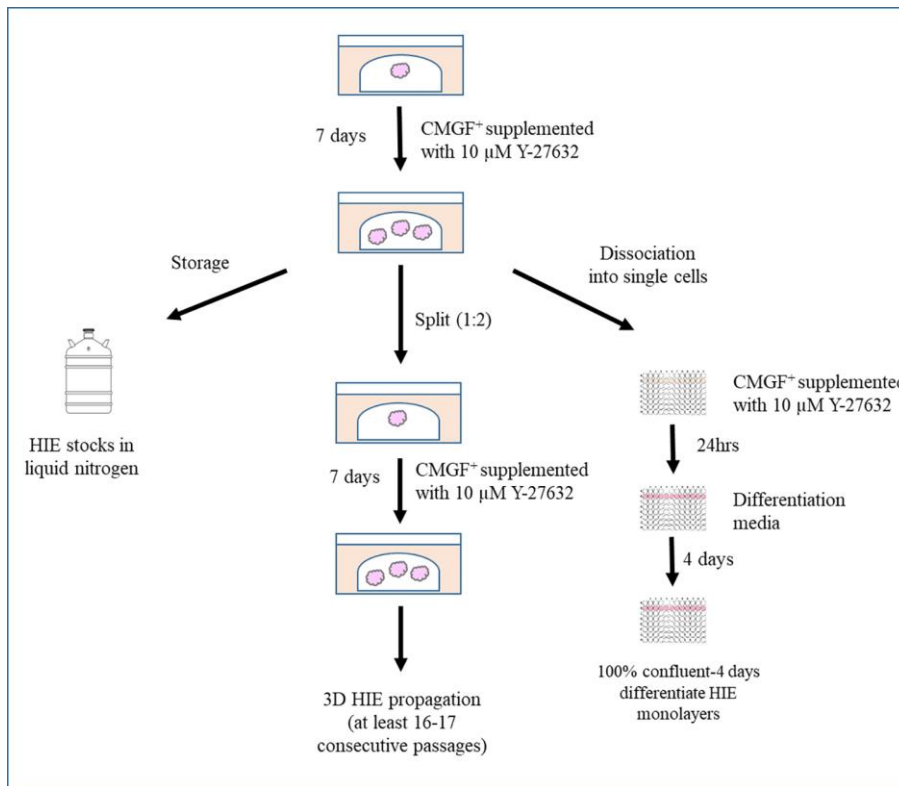 7 days
CMGF⁺ supplemented
with 10 µM Y-27632
Storage
Dissociation
into single cells
Split (1:2)
HIE stocks in
liquid nitrogen
CMGF⁺ supplemented
with 10 µM Y-27632
24hrs
7 days
CMGF⁺ supplemented
with 10 µM Y-27632
Differentiation
media
4 days
3D HIE propagation
(at least 16-17
consecutive passages)
100% confluent-4 days
differentiate HIE
monolayers